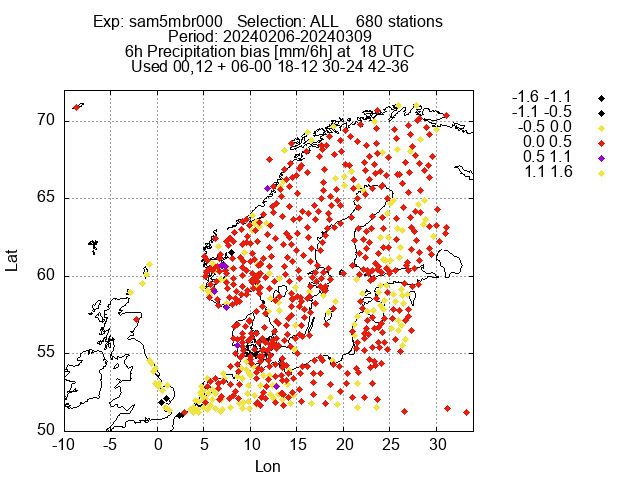 Exp: sam5mbr000 Selection: ALL 680 stations
Period: 20240206-20240309
6h Precipitation bias [mm/6h] at 18 UTC
Used 00,12 + 06-00 18-12 30-24 42-36
-1.6 -1.1
-1.1 -0.5
-0.5 0.0
0.0 0.5
0.5 1.1
1.1 1.6
70
65
60
55
50
Lat
-10 -5 0 5 10 15 20 25 30
Lon